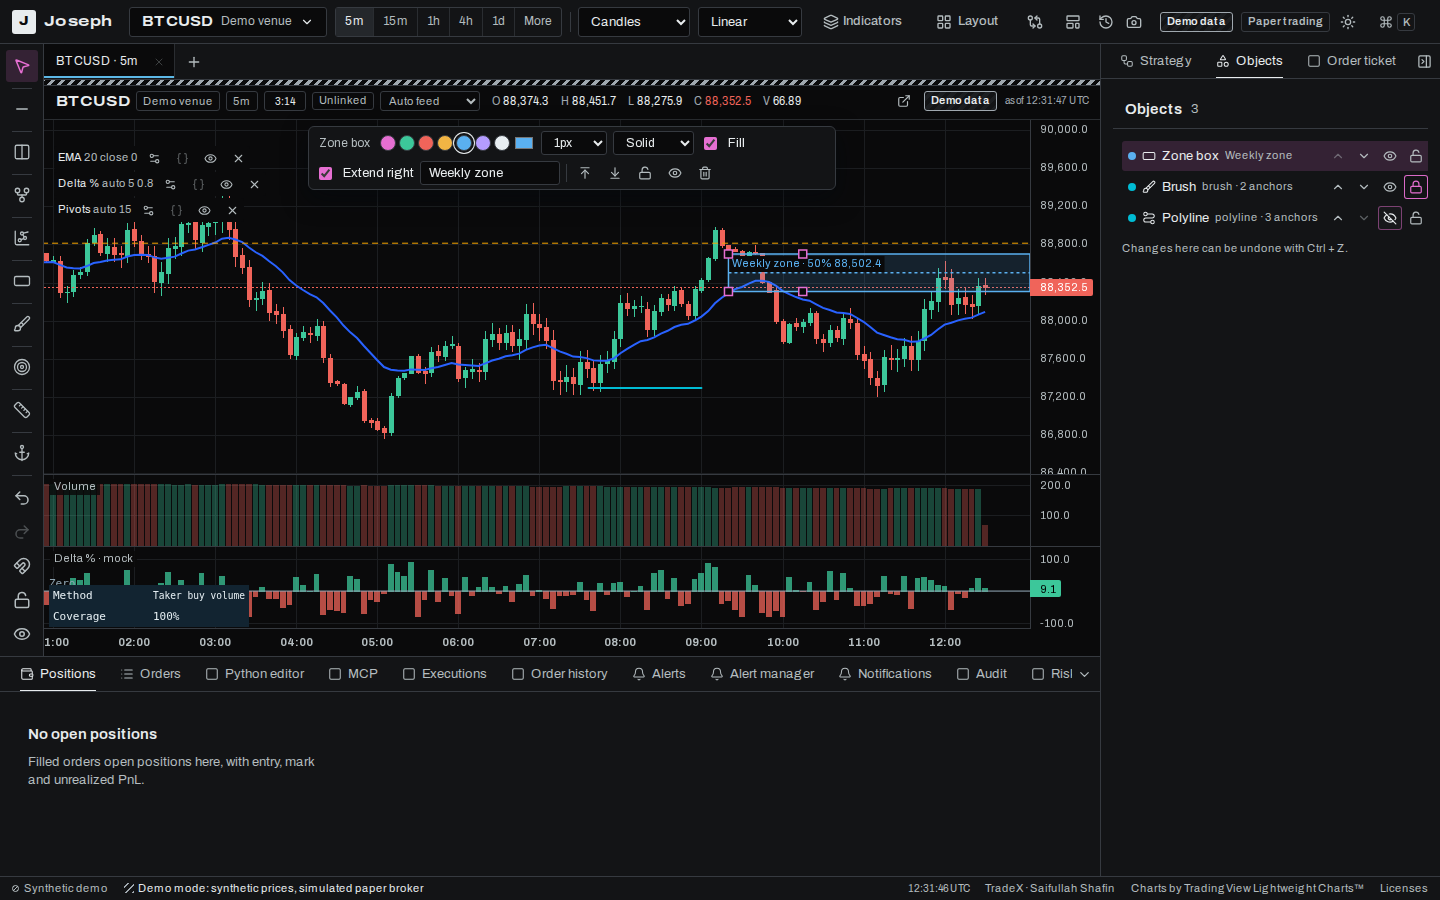 J Joseph BTCUSD Demo venue 5m 15m 1h 4h 1d More Candles Linear Indicators Layout Demo data Paper trading ⌘ K
BTCUSD · 5m
Strategy Objects Order ticket
BTCUSD Demo venue 5m 3:14 Unlinked Auto feed O 88,374.3 H 88,451.7 L 88,275.9 C 88,352.5 V 66.89 Demo data as of 12:31:47 UTC
Objects 3
Zone box 1px Solid Fill
Extend right Weekly zone
EMA 20 close 0 { }
Delta % auto 5 0.8 { }
Pivots auto 15 { }
Zone box Weekly zone
Brush brush · 2 anchors
Polyline polyline · 3 anchors
Changes here can be undone with Ctrl + Z.
90,000.0
89,600.0
89,200.0
88,800.0
Weekly zone · 50% 88,502.4
88,352.5
88,000.0
87,600.0
87,200.0
86,800.0
86,400.0
Volume
200.0
100.0
Delta % · mock
100.0
Zero
9.1
-100.0
Method Taker buy volume
Coverage 100%
1:00 02:00 03:00 04:00 05:00 06:00 07:00 08:00 09:00 10:00 11:00 12:00
Positions Orders Python editor MCP Executions Order history Alerts Alert manager Notifications Audit
No open positions
Filled orders open positions here, with entry, mark
and unrealized PnL.
Synthetic demo Demo mode: synthetic prices, simulated paper broker 12:31:46 UTC TradeX · Saifullah Shafin Charts by TradingView Lightweight Charts™ Licenses